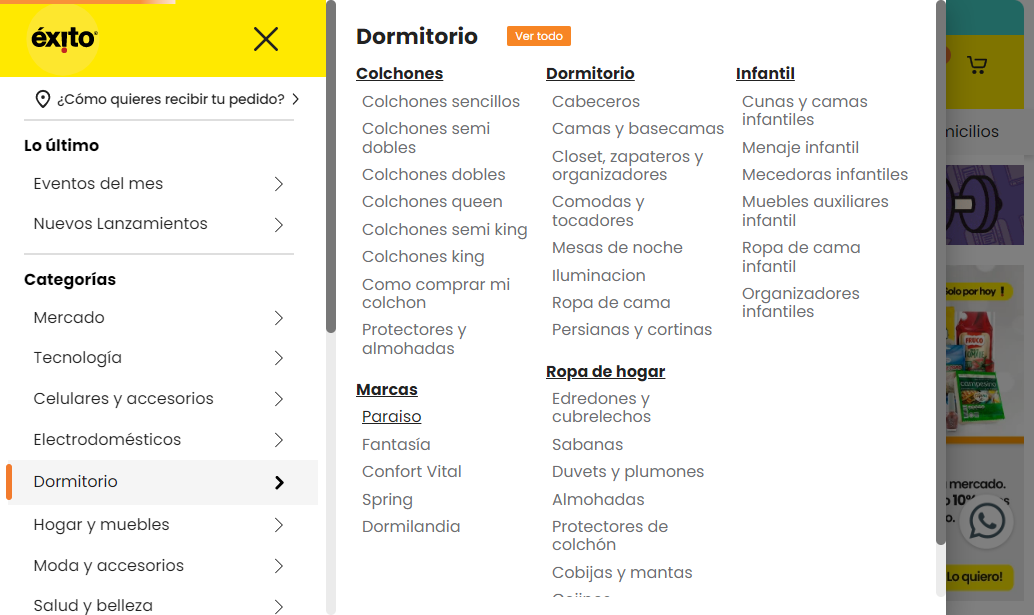 éxito
¿Cómo quieres recibir tu pedido?
Lo último
Eventos del mes
Nuevos Lanzamientos
Categorías
Mercado
Tecnología
Celulares y accesorios
Electrodomésticos
Dormitorio
Hogar y muebles
Moda y accesorios
Salud y belleza
Dormitorio
Ver todo
Colchones
Colchones sencillos
Colchones semi
dobles
Colchones dobles
Colchones queen
Colchones semi king
Colchones king
Como comprar mi
colchon
Protectores y
almohadas
Marcas
Paraiso
Fantasía
Confort Vital
Spring
Dormilandia
Dormitorio
Cabeceros
Camas y basecamas
Closet, zapateros y
organizadores
Comodas y
tocadores
Mesas de noche
Iluminacion
Ropa de cama
Persianas y cortinas
Ropa de hogar
Edredones y
cubrelechos
Sabanas
Duvets y plumones
Almohadas
Protectores de
colchón
Cobijas y mantas
Infantil
Cunas y camas
infantiles
Menaje infantil
Mecedoras infantiles
Muebles auxiliares
infantil
Ropa de cama
infantil
Organizadores
infantiles
micilios
olo por hoy !
mercado.
10%
Lo quiero!